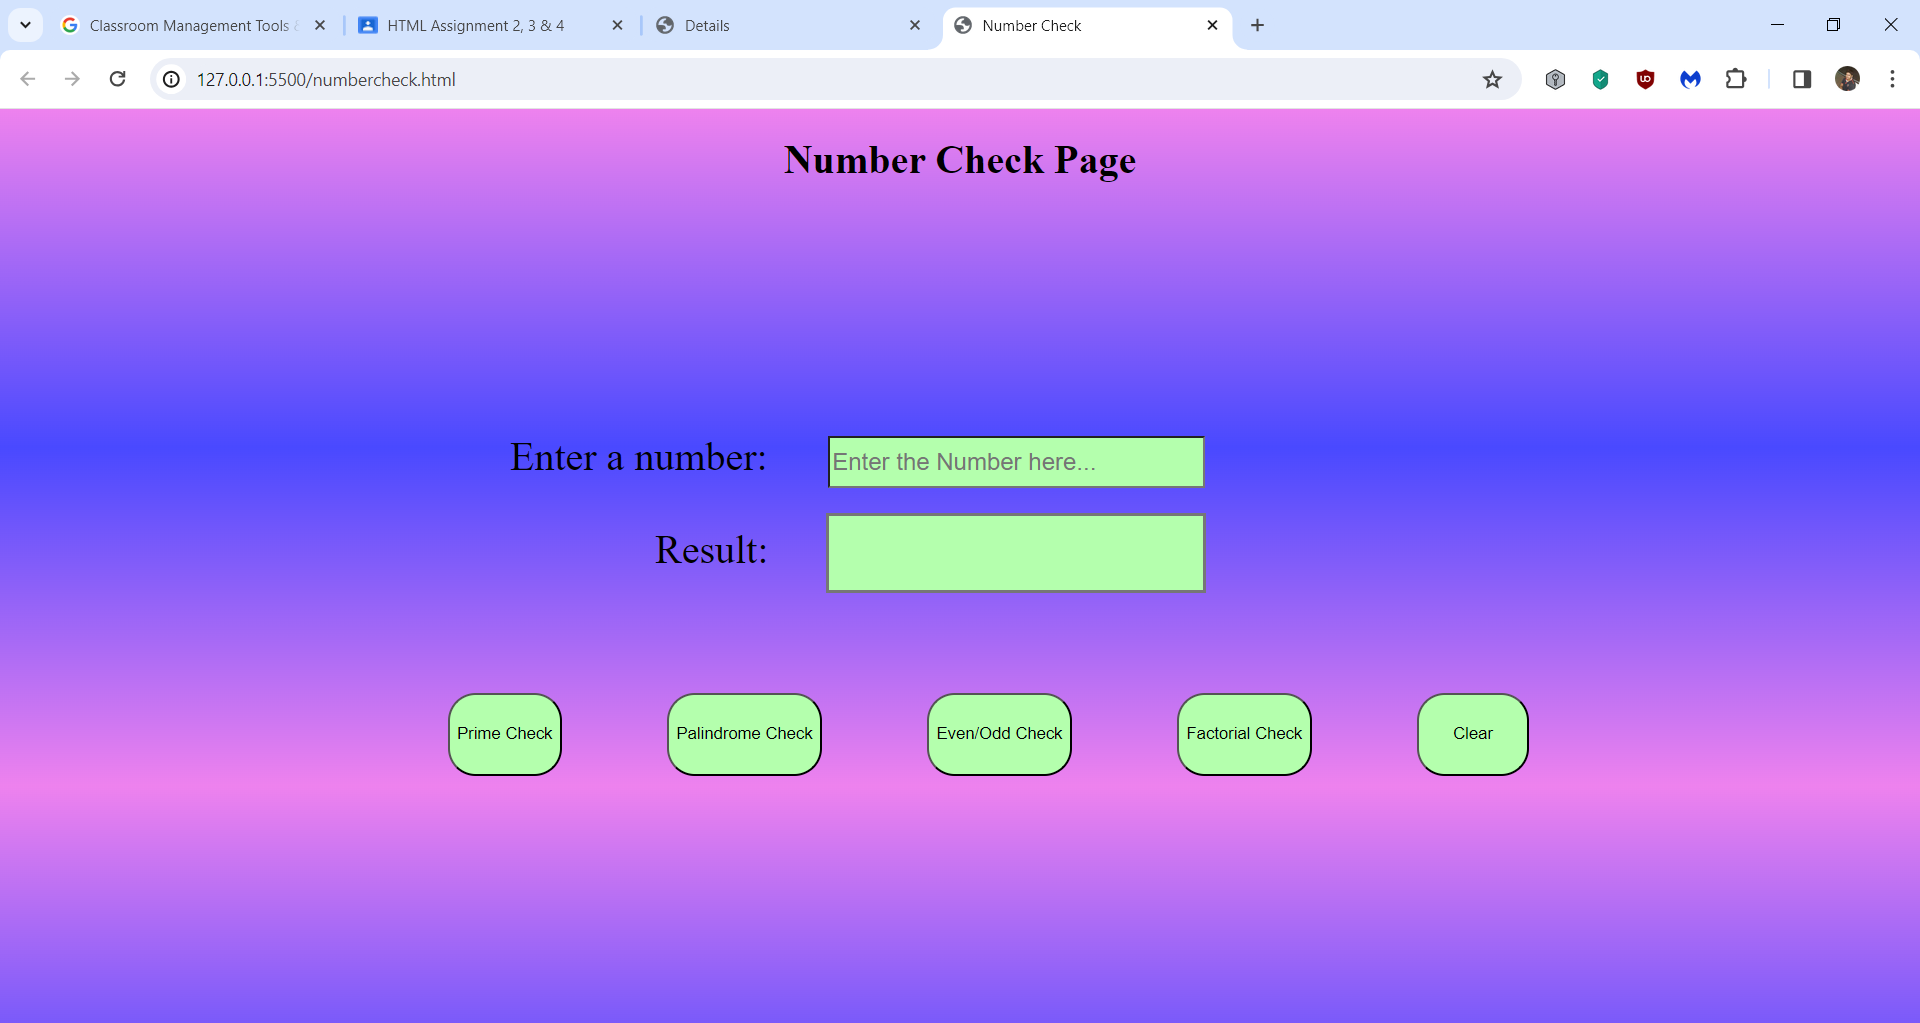 Classroom Management Tools &
HTML Assignment 2, 3 & 4
Details
Number Check
127.0.0.1:5500/numbercheck.html
Number Check Page
Enter a number:
Enter the Number here...
Result:
Prime Check
Palindrome Check
Even/Odd Check
Factorial Check
Clear